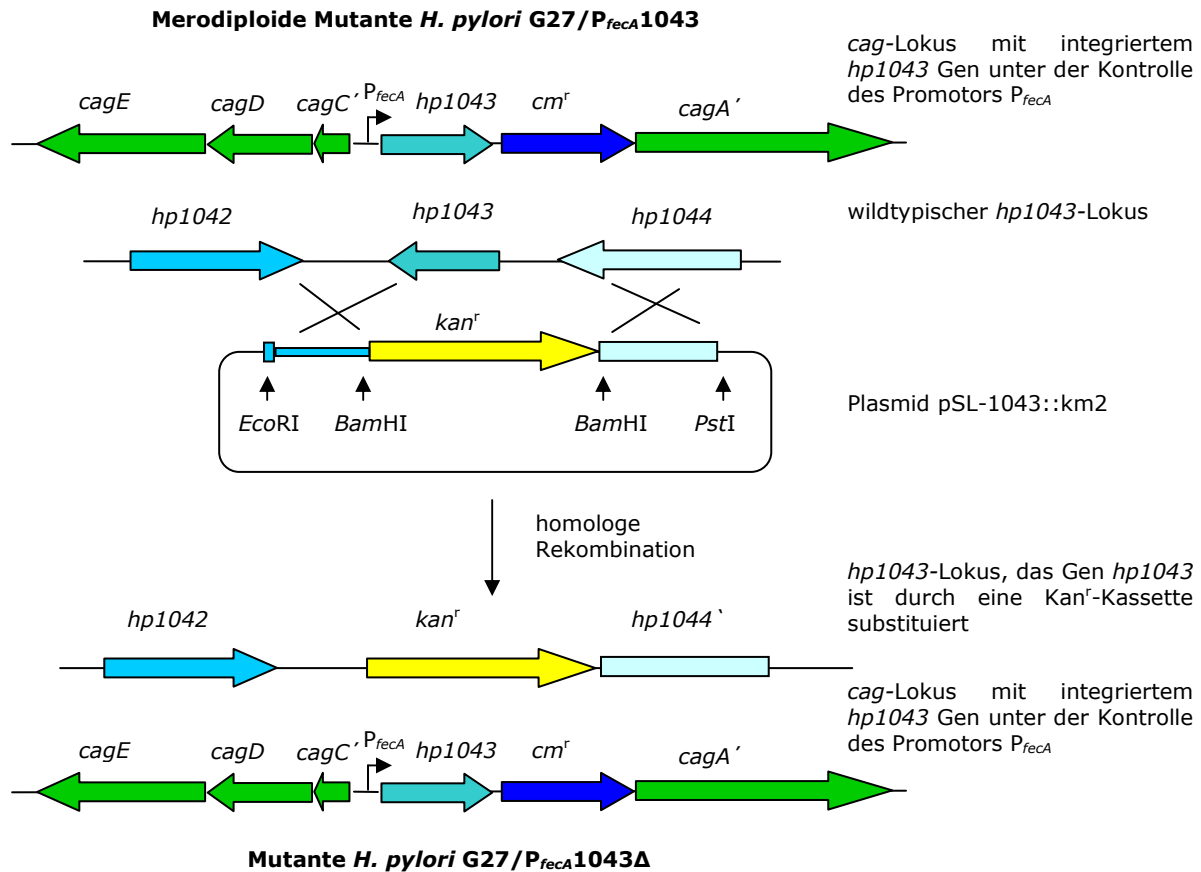 Merodiploide Mutante H. pylori G27/PfecA1043
cag-Lokus mit integriertem
hp1043 Gen unter der Kontrolle
des Promotors PfecA
cagE cagD cagC´ PfecA hp1043 cmr cagA´
wildtypischer hp1043-Lokus
hp1042 hp1043 hp1044
kanr
EcoRI BamHI BamHI PstI
Plasmid pSL-1043::km2
homologe
Rekombination
hp1043-Lokus, das Gen hp1043
ist durch eine Kanr-Kassette
substituiert
hp1042 kanr hp1044`
cag-Lokus mit integriertem
hp1043 Gen unter der Kontrolle
des Promotors PfecA
cagE cagD cagC´ PfecA hp1043 cmr cagA´
Mutante H. pylori G27/PfecA1043Δ